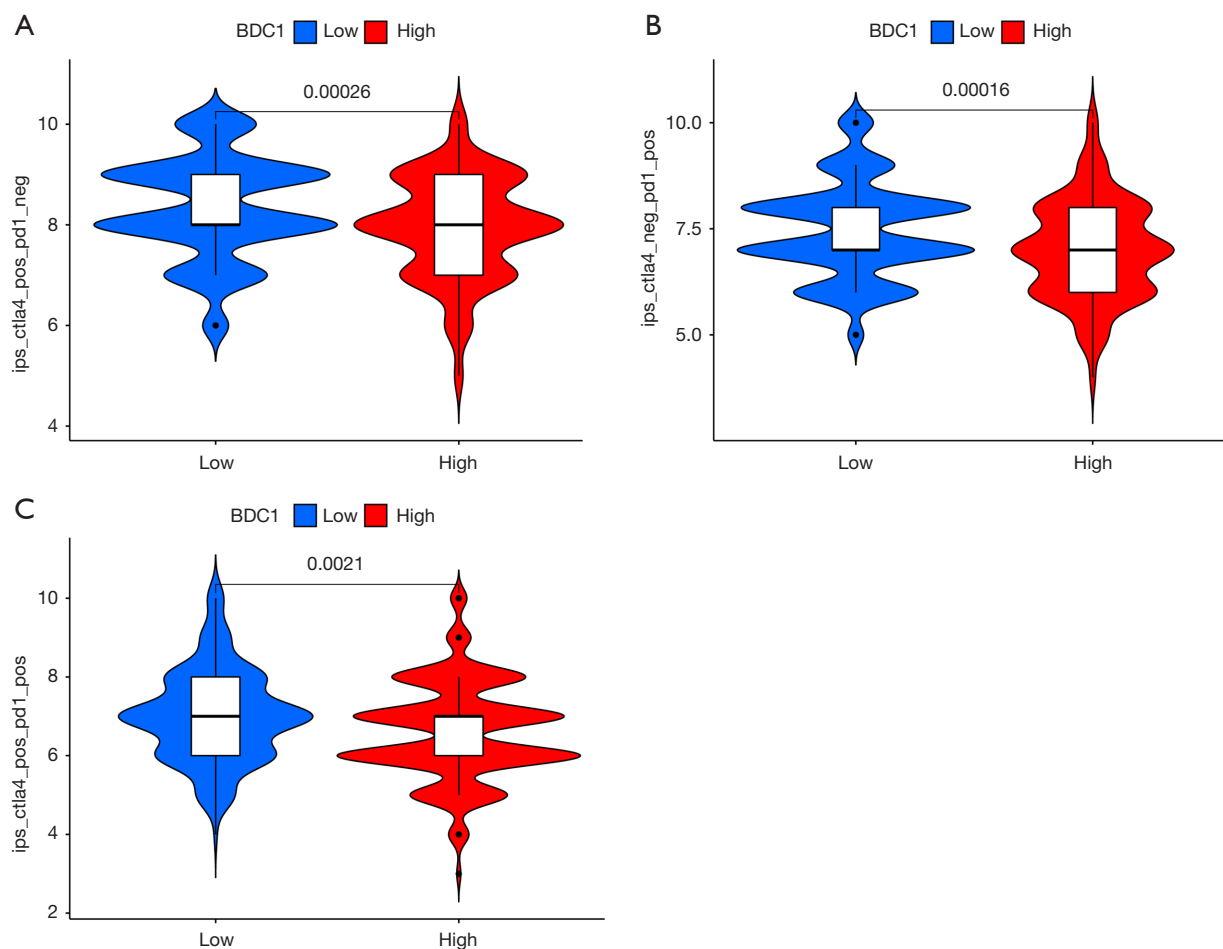 A
BDC1 Low High
0.00026
ips_ctla4_pos_pd1_neg
10
8
6
4
Low High
B
BDC1 Low High
0.00016
ips_ctla4_neg_pd1_pos
10.0
7.5
5.0
Low High
C
BDC1 Low High
0.0021
ips_ctla4_pos_pd1_pos
10
8
6
4
2
Low High